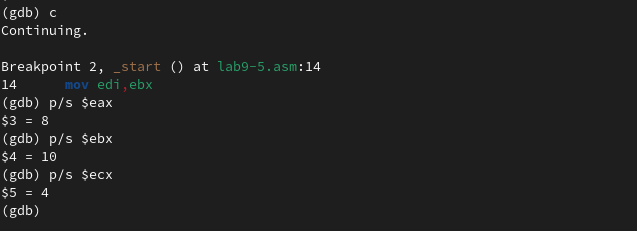 (gdb) c
Continuing.
Breakpoint 2, _start () at lab9-5.asm:14
14      mov edi,ebx
(gdb) p/s $eax
$3 = 8
(gdb) p/s $ebx
$4 = 10
(gdb) p/s $ecx
$5 = 4
(gdb)